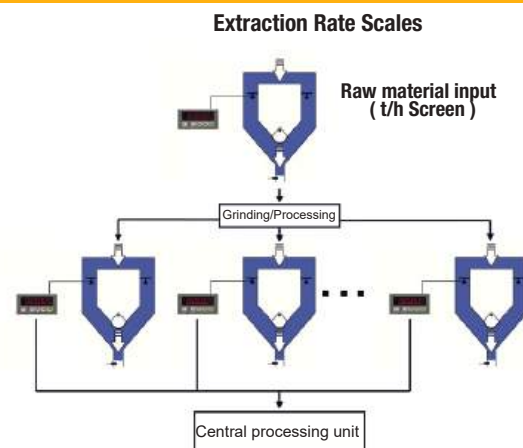 Extraction Rate Scales
Raw material input
( t/h Screen )
Grinding/Processing
Central processing unit